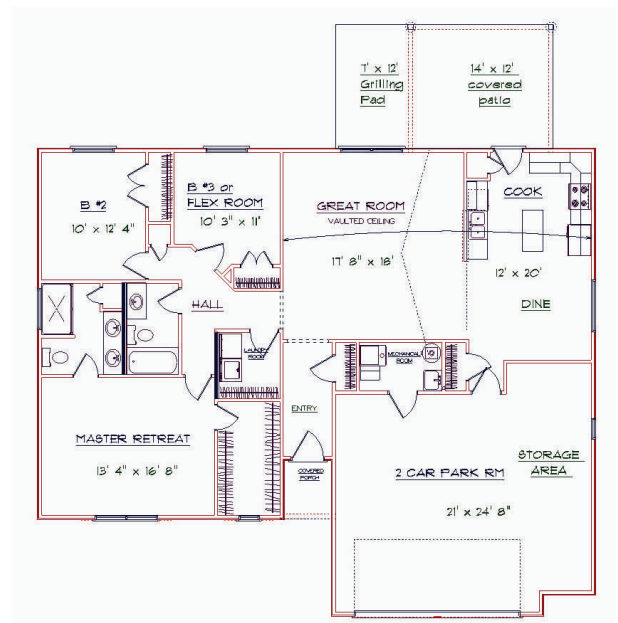 7' x 12'
Grilling
Pad
14' x 12'
covered
patio
B #2
10' x 12' 4"
B #3 or
FLEX ROOM
10' 3" x 11'
GREAT ROOM
VAULTED CEILING
17' 8" x 18'
COOK
12' x 20'
DINE
HALL
LAUNDRY
ROOM
MECHANICAL
ROOM
ENTRY
MASTER RETREAT
13' 4" x 16' 8"
COVERED
PORCH
2 CAR PARK RM
21' x 24' 8"
STORAGE
AREA